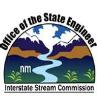 Office of the State Engineer
nm
Interstate Stream Commission